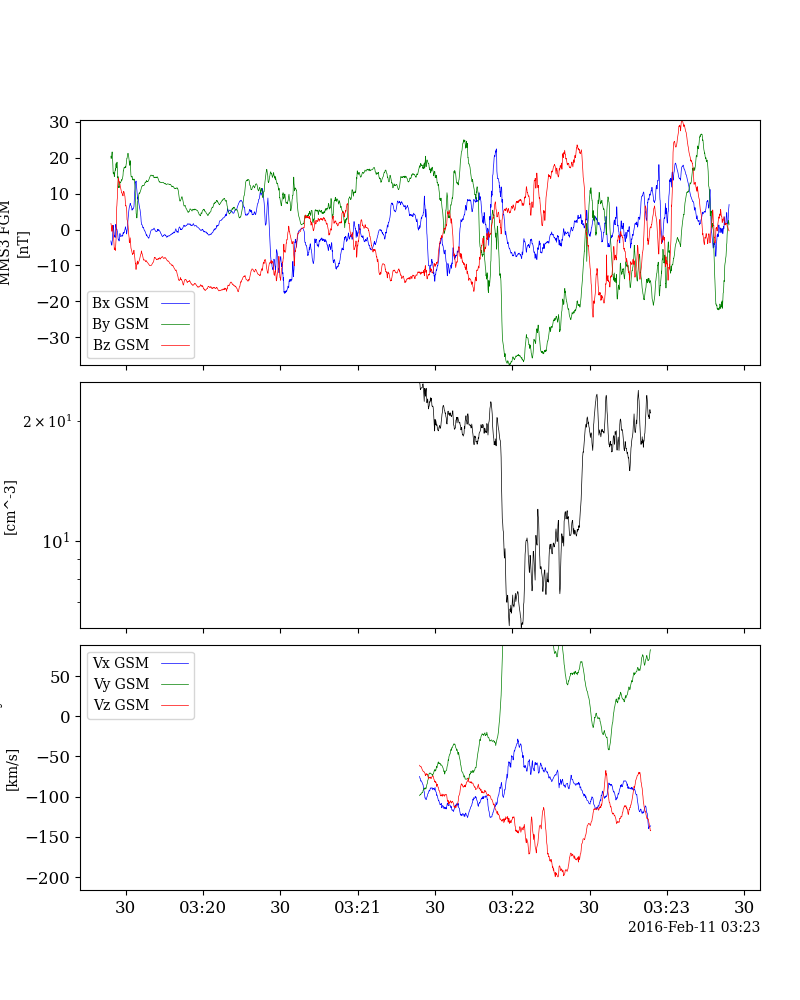 30
20
10
0
−10
−20
−30
MMS3 FGM
[nT]
Bx GSM
By GSM
Bz GSM
2×10¹
10¹
[cm^-3]
50
0
−50
−100
−150
−200
[km/s]
Vx GSM
Vy GSM
Vz GSM
30 03:20 30 03:21 30 03:22 30 03:23 30
2016-Feb-11 03:23